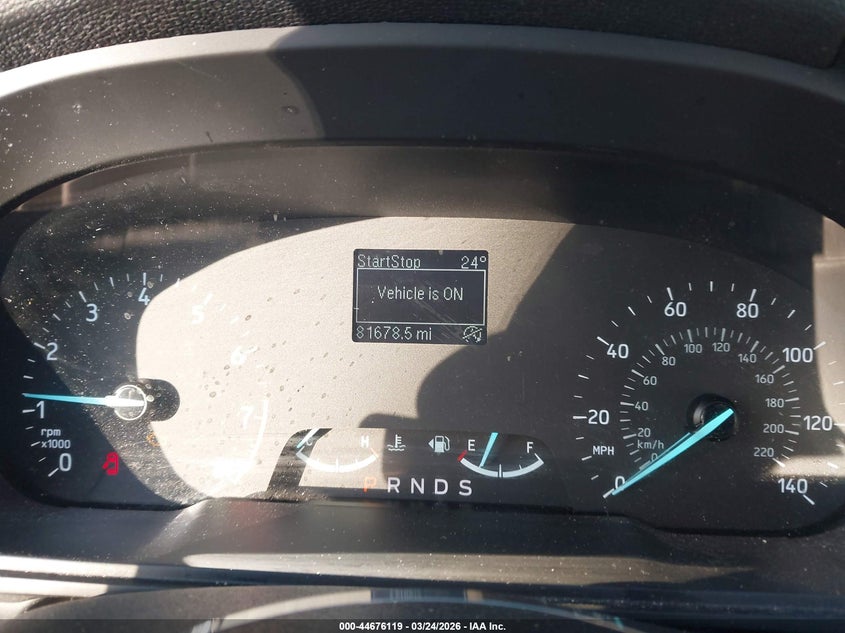 StartStop 24°
Vehicle is ON
81678.5 mi
0 1 2 3 4 5 6 7
rpm
x1000
H
E F
P R N D S
0 20 40 60 80 100 120 140
MPH
0 20 40 60 80 100 120 140 160 180 200 220
km/h
000-44676119 - 03/24/2026 - IAA Inc.